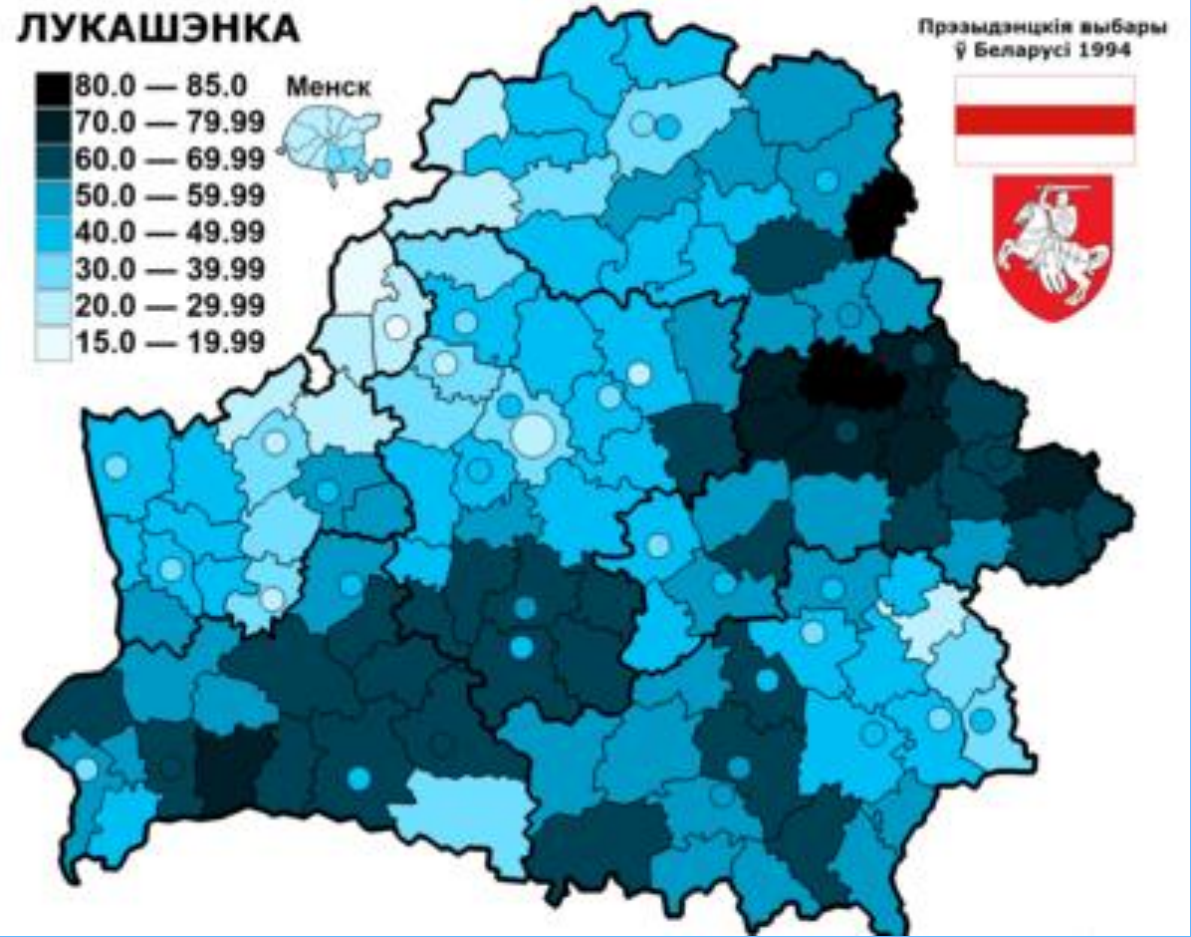 ЛУКАШЭНКА
Прэзыдэнцкія выбары
ў Беларусі 1994
80.0 — 85.0
Менск
70.0 — 79.99
60.0 — 69.99
50.0 — 59.99
40.0 — 49.99
30.0 — 39.99
20.0 — 29.99
15.0 — 19.99